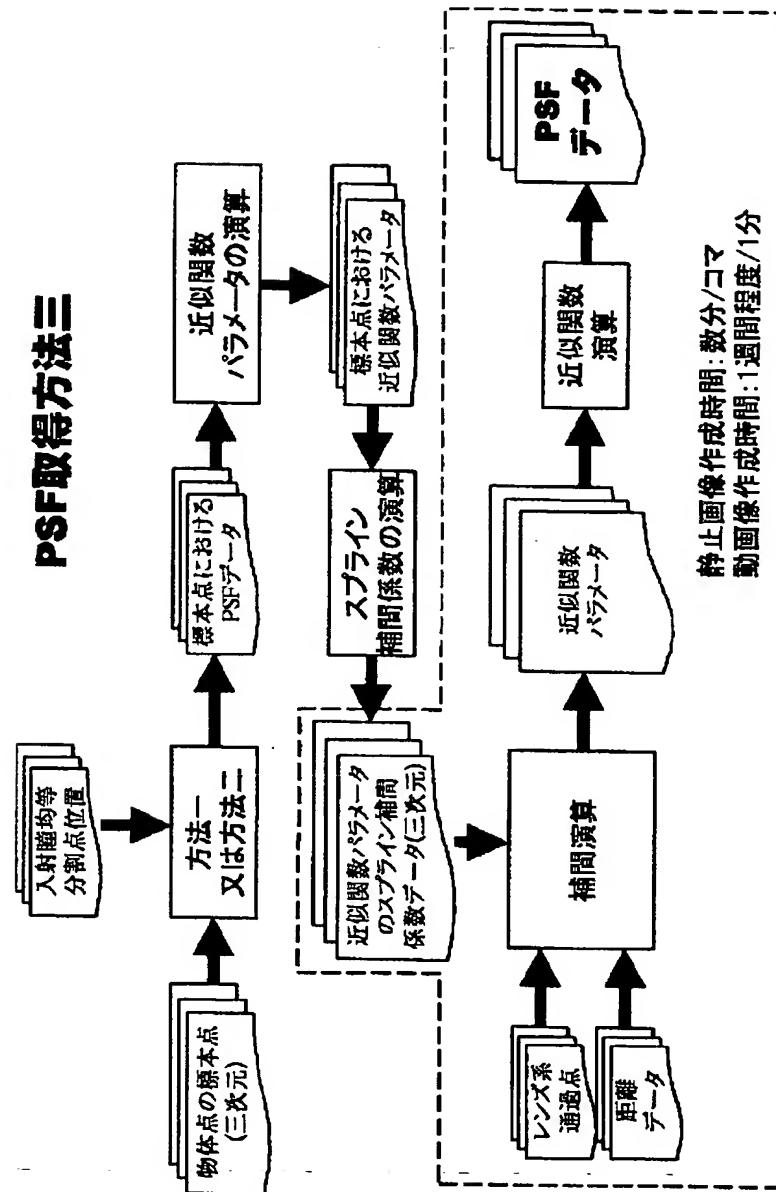 PSF取得方法三
入射瞳均等
分割点位置
物体点の標本点
(三次元)
方法一
又は方法二
標本点における
PSFデータ
近似関数
パラメータの演算
標本点における
近似関数パラメータ
スプライン
補間係数の演算
近似関数パラメータ
のスプライン補間
係数データ(三次元)
レンズ系
通過点
距離
データ
補間演算
近似関数
パラメータ
近似関数
演算
PSF
データ
静止画像作成時間:数分/コマ
動画像作成時間:1週間程度/1分